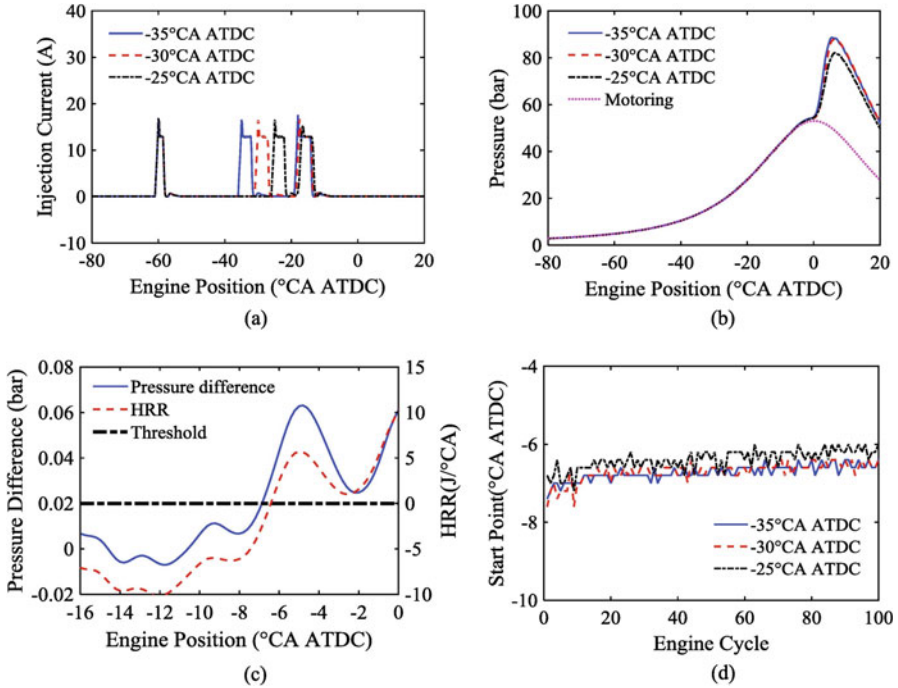 (a)
Injection Current (A)
40
30
20
10
0
-10
-35°CA ATDC
-30°CA ATDC
-25°CA ATDC
-80 -60 -40 -20 0 20
Engine Position (°CA ATDC)
(b)
Pressure (bar)
100
80
60
40
20
0
-35°CA ATDC
-30°CA ATDC
-25°CA ATDC
Motoring
-80 -60 -40 -20 0 20
Engine Position (°CA ATDC)
(c)
Pressure Difference (bar)
0.08
0.06
0.04
0.02
0
-0.02
Pressure difference
HRR
Threshold
15
10
5
0
-5
-10
HRR(J/°CA)
-16 -14 -12 -10 -8 -6 -4 -2 0
Engine Position (°CA ATDC)
(d)
Start Point(°CA ATDC)
-4
-6
-8
-10
-35°CA ATDC
-30°CA ATDC
-25°CA ATDC
0 20 40 60 80 100
Engine Cycle